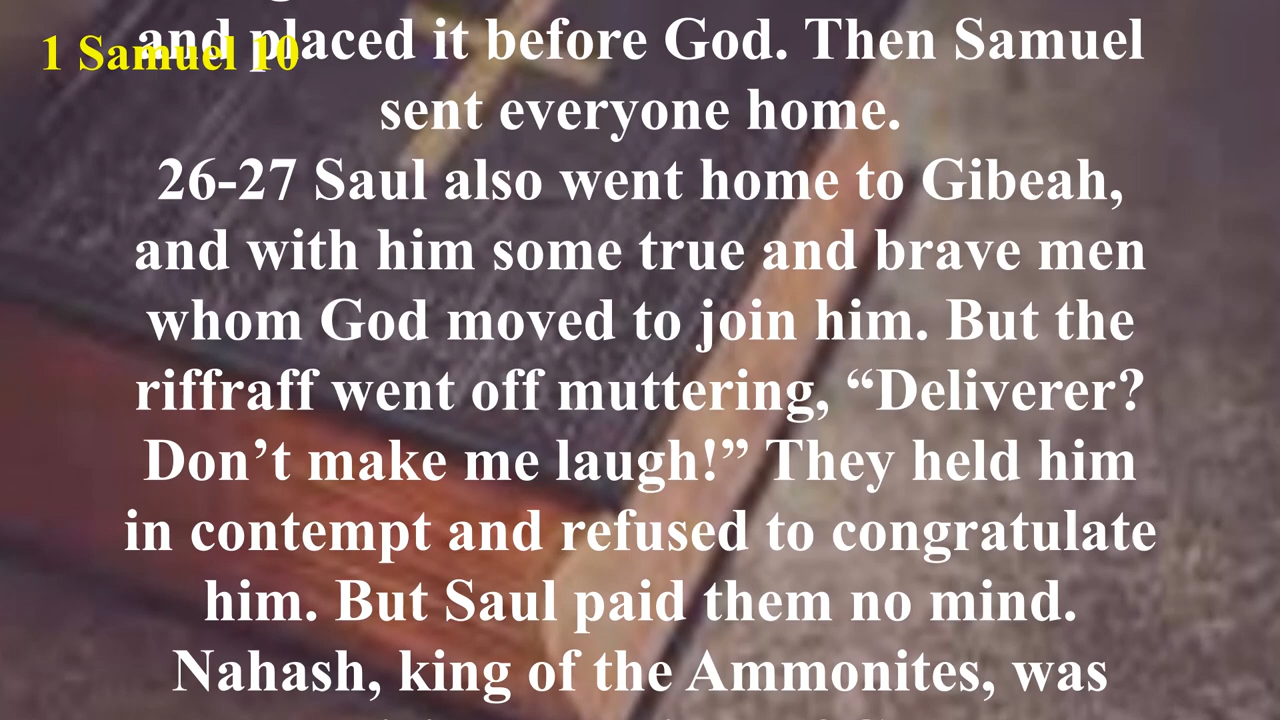 1 Samuel 10
and placed it before God. Then Samuel
sent everyone home.
26-27 Saul also went home to Gibeah,
and with him some true and brave men
whom God moved to join him. But the
riffraff went off muttering, “Deliverer?
Don’t make me laugh!” They held him
in contempt and refused to congratulate
him. But Saul paid them no mind.
Nahash, king of the Ammonites, was